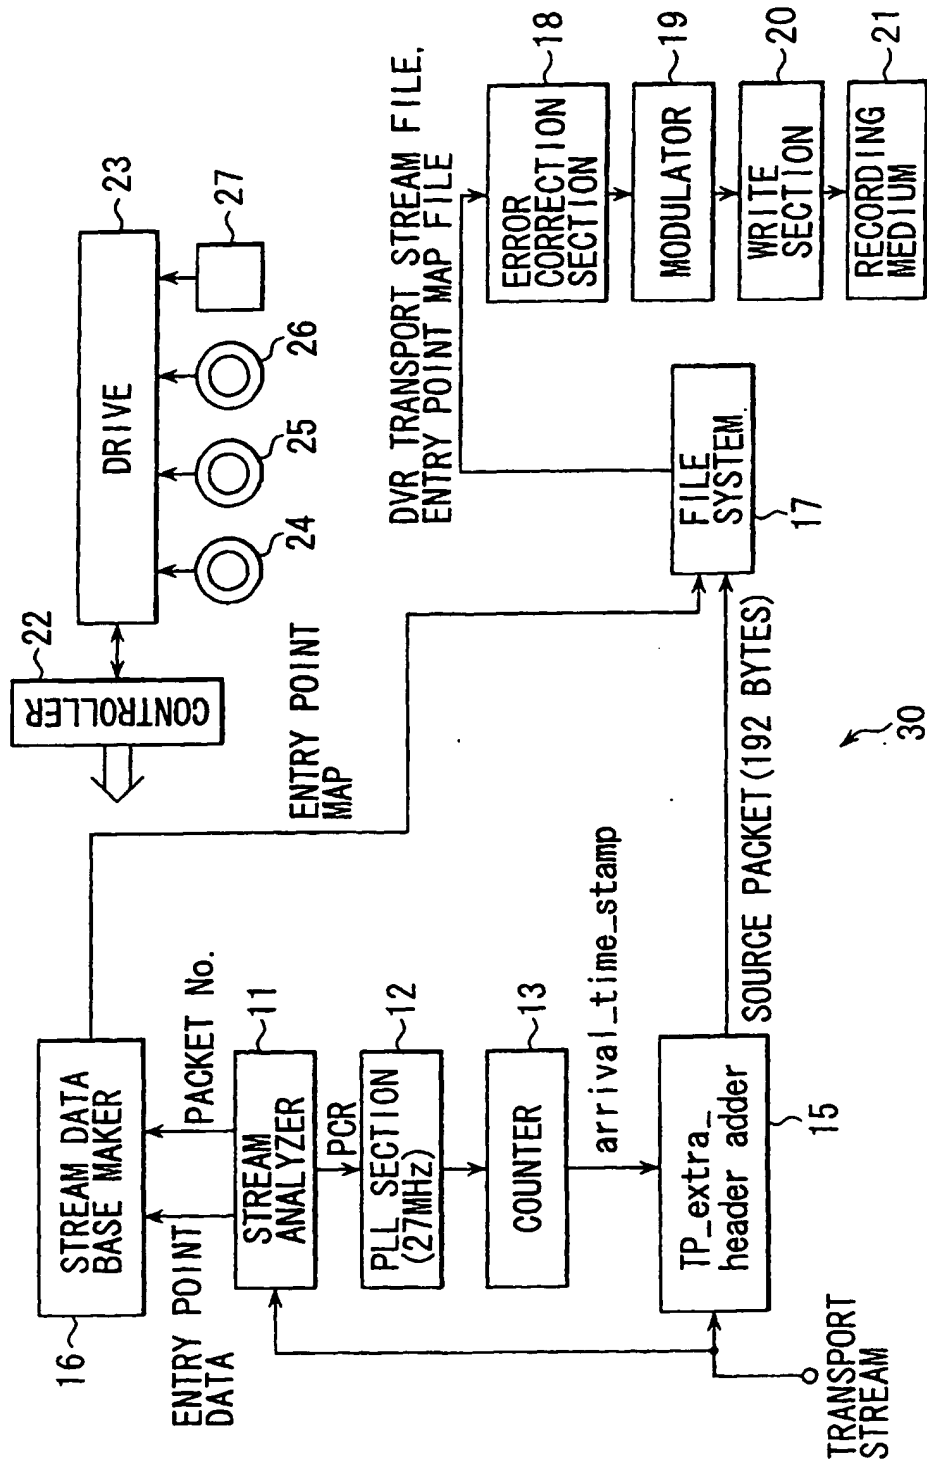 TRANSPORT
STREAM
16
STREAM DATA
BASE MAKER
ENTRY POINT
DATA
PACKET No.
11
STREAM
ANALYZER
PCR
12
PLL SECTION
(27MHz)
13
COUNTER
arrival_time_stamp
TP_extra_
header adder
15
SOURCE PACKET(192 BYTES)
ENTRY POINT
MAP
30
22
CONTROLLER
23
DRIVE
24
25
26
27
FILE
SYSTEM
17
DVR TRANSPORT STREAM FILE,
ENTRY POINT MAP FILE
18
ERROR
CORRECTION
SECTION
19
MODULATOR
20
WRITE
SECTION
21
RECORDING
MEDIUM